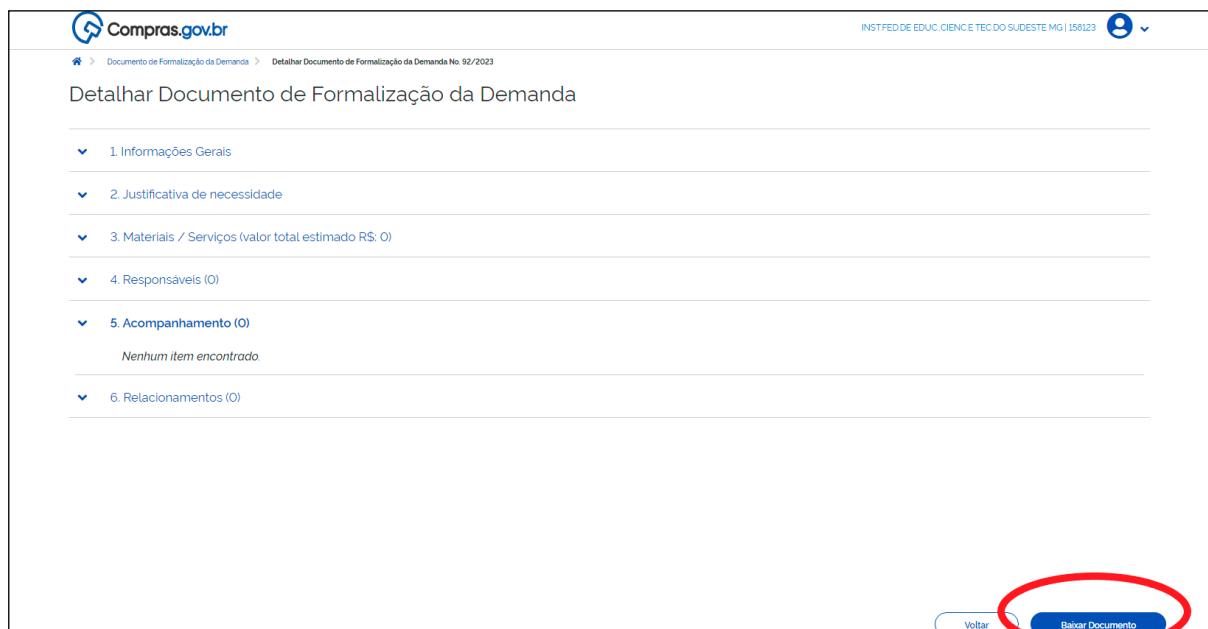 Compras.gov.br
INST.FED.DE EDUC.,CIENC.E TEC.DO SUDESTE MG | 158123
Documento de Formalização da Demanda > Detalhar Documento de Formalização da Demanda No. 92/2023
Detalhar Documento de Formalização da Demanda
1. Informações Gerais
2. Justificativa de necessidade
3. Materiais / Serviços (valor total estimado R$: 0)
4. Responsáveis (0)
5. Acompanhamento (0)
Nenhum item encontrado.
6. Relacionamentos (0)
Voltar Baixar Documento